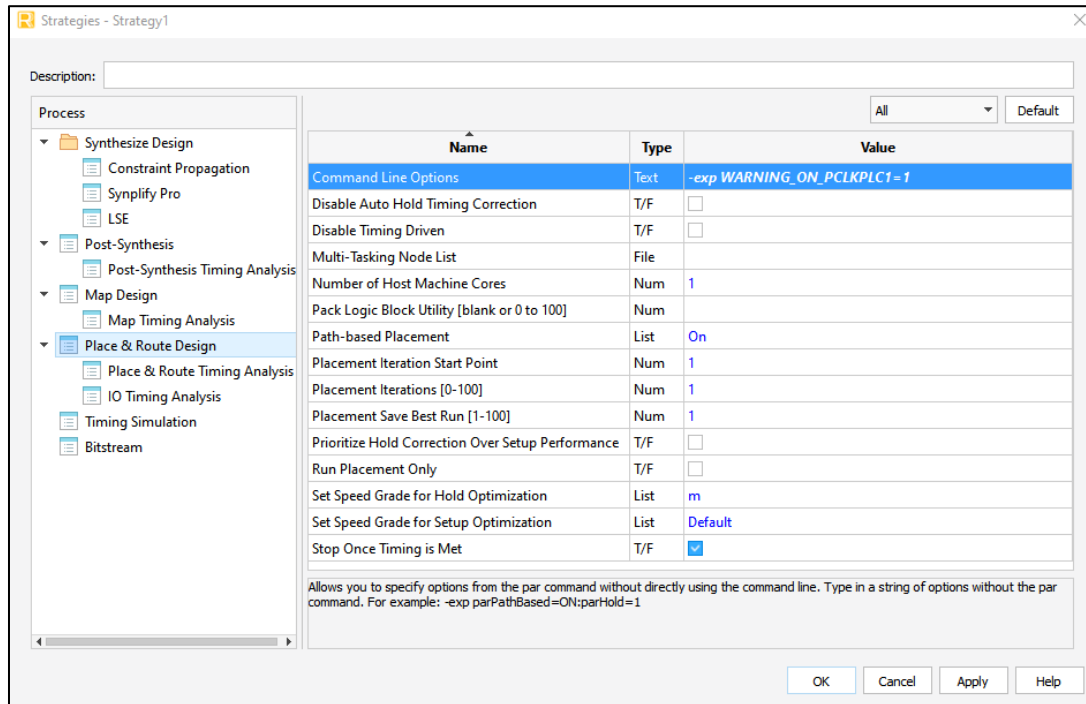 Strategies - Strategy1
Description:
Process
All
Default
Synthesize Design
Constraint Propagation
Synplify Pro
LSE
Post-Synthesis
Post-Synthesis Timing Analysis
Map Design
Map Timing Analysis
Place & Route Design
Place & Route Timing Analysis
IO Timing Analysis
Timing Simulation
Bitstream
Name Type Value
Command Line Options Text -exp WARNING_ON_PCLKPLC1=1
Disable Auto Hold Timing Correction T/F
Disable Timing Driven T/F
Multi-Tasking Node List File
Number of Host Machine Cores Num 1
Pack Logic Block Utility [blank or 0 to 100] Num
Path-based Placement List On
Placement Iteration Start Point Num 1
Placement Iterations [0-100] Num 1
Placement Save Best Run [1-100] Num 1
Prioritize Hold Correction Over Setup Performance T/F
Run Placement Only T/F
Set Speed Grade for Hold Optimization List m
Set Speed Grade for Setup Optimization List Default
Stop Once Timing is Met T/F
Allows you to specify options from the par command without directly using the command line. Type in a string of options without the par
command. For example: -exp parPathBased=ON:parHold=1
OK Cancel Apply Help